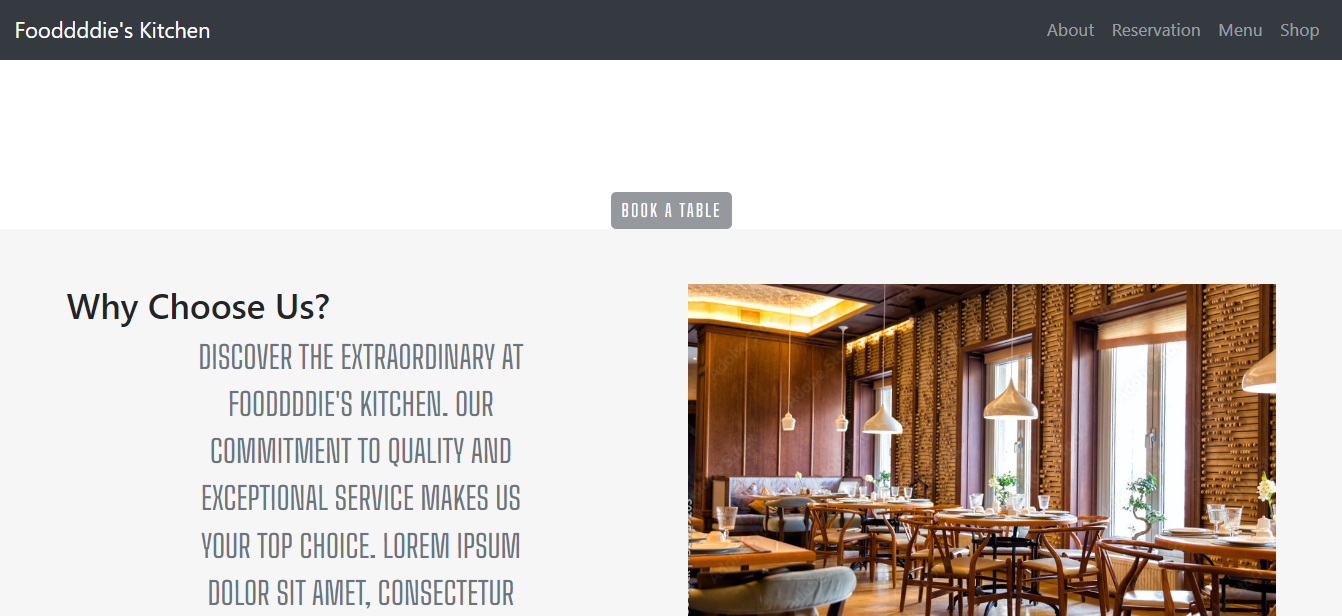 Fooddddie's Kitchen
About Reservation Menu Shop
BOOK A TABLE
Why Choose Us?
DISCOVER THE EXTRAORDINARY AT
FOODDDDIE'S KITCHEN. OUR
COMMITMENT TO QUALITY AND
EXCEPTIONAL SERVICE MAKES US
YOUR TOP CHOICE. LOREM IPSUM
DOLOR SIT AMET, CONSECTETUR